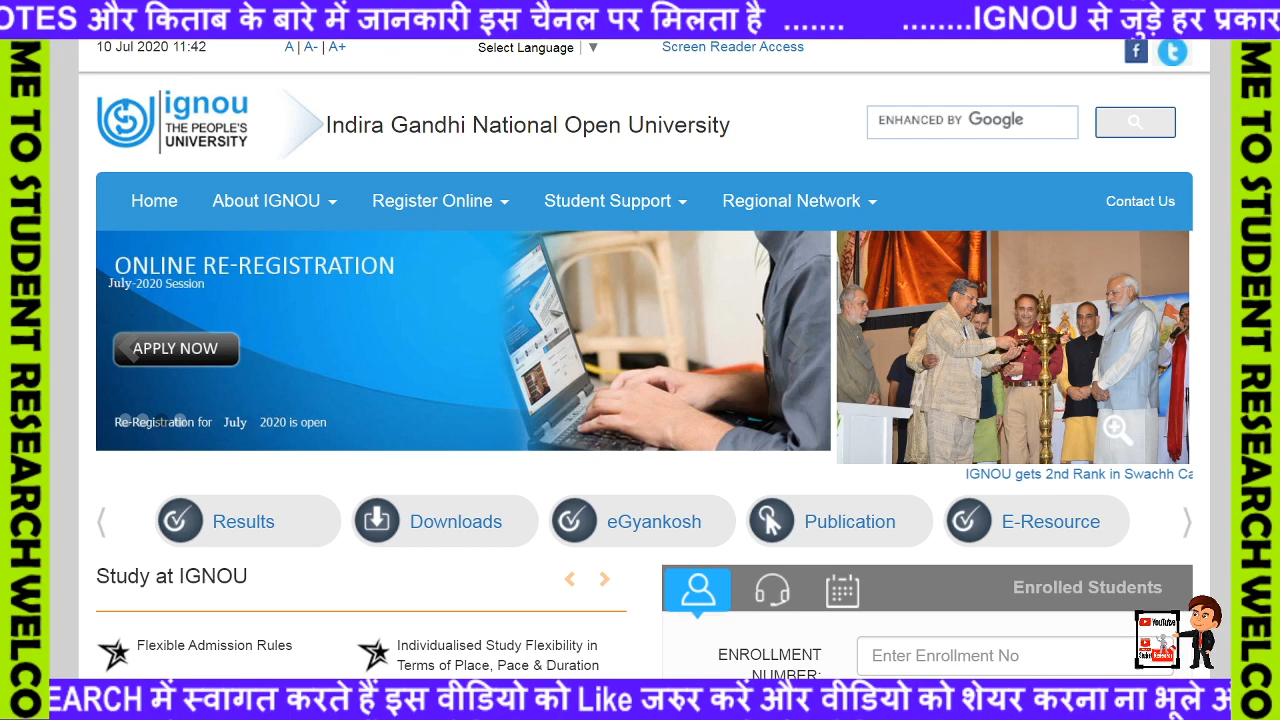 OTES और किताब के बारे में जानकारी इस चैनल पर मिलता है ....... ........IGNOU से जुड़े हर प्रकार
10 Jul 2020 11:42 A | A- | A+ Select Language ▼ Screen Reader Access
ignou
THE PEOPLE'S
UNIVERSITY
Indira Gandhi National Open University
ENHANCED BY Google
Home About IGNOU Register Online Student Support Regional Network Contact Us
ONLINE RE-REGISTRATION
July-2020 Session
APPLY NOW
Re-Registration for July 2020 is open
IGNOU gets 2nd Rank in Swachh Ca
Results Downloads eGyankosh Publication E-Resource
Study at IGNOU
Enrolled Students
Flexible Admission Rules
Individualised Study Flexibility in
Terms of Place, Pace & Duration
ENROLLMENT
NUMBER:
Enter Enrollment No
YouTube
ME TO STUDENT RESEARCH WELCO
ME TO STUDENT RESEARCH WELCO
EARCH में स्वागत करते हैं इस वीडियो को Like जरुर करें और वीडियो को शेयर करना ना भूले अ